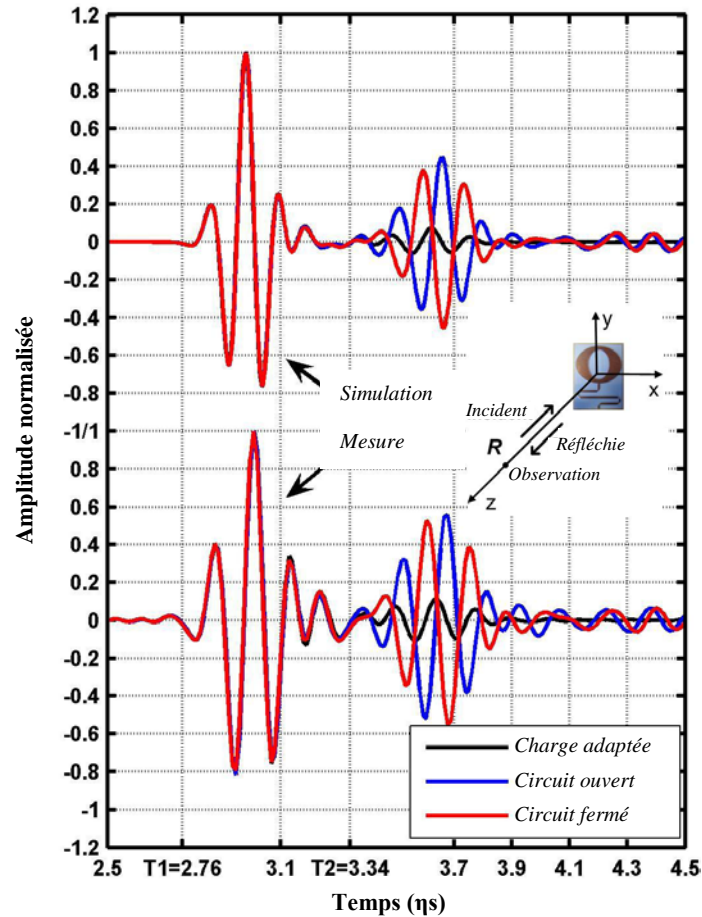 1.2
1
0.8
0.6
0.4
0.2
0
-0.2
-0.4
-0.6
-0.8
-1/1
0.8
0.6
0.4
0.2
0
-0.2
-0.4
-0.6
-0.8
-1
-1.2
Amplitude normalisée
Simulation
Mesure
y
x
Incident
R
Réfléchie
Observation
z
Charge adaptée
Circuit ouvert
Circuit fermé
2.5 T1=2.76 3.1 T2=3.34 3.7 3.9 4.1 4.3 4.5
Temps (ηs)